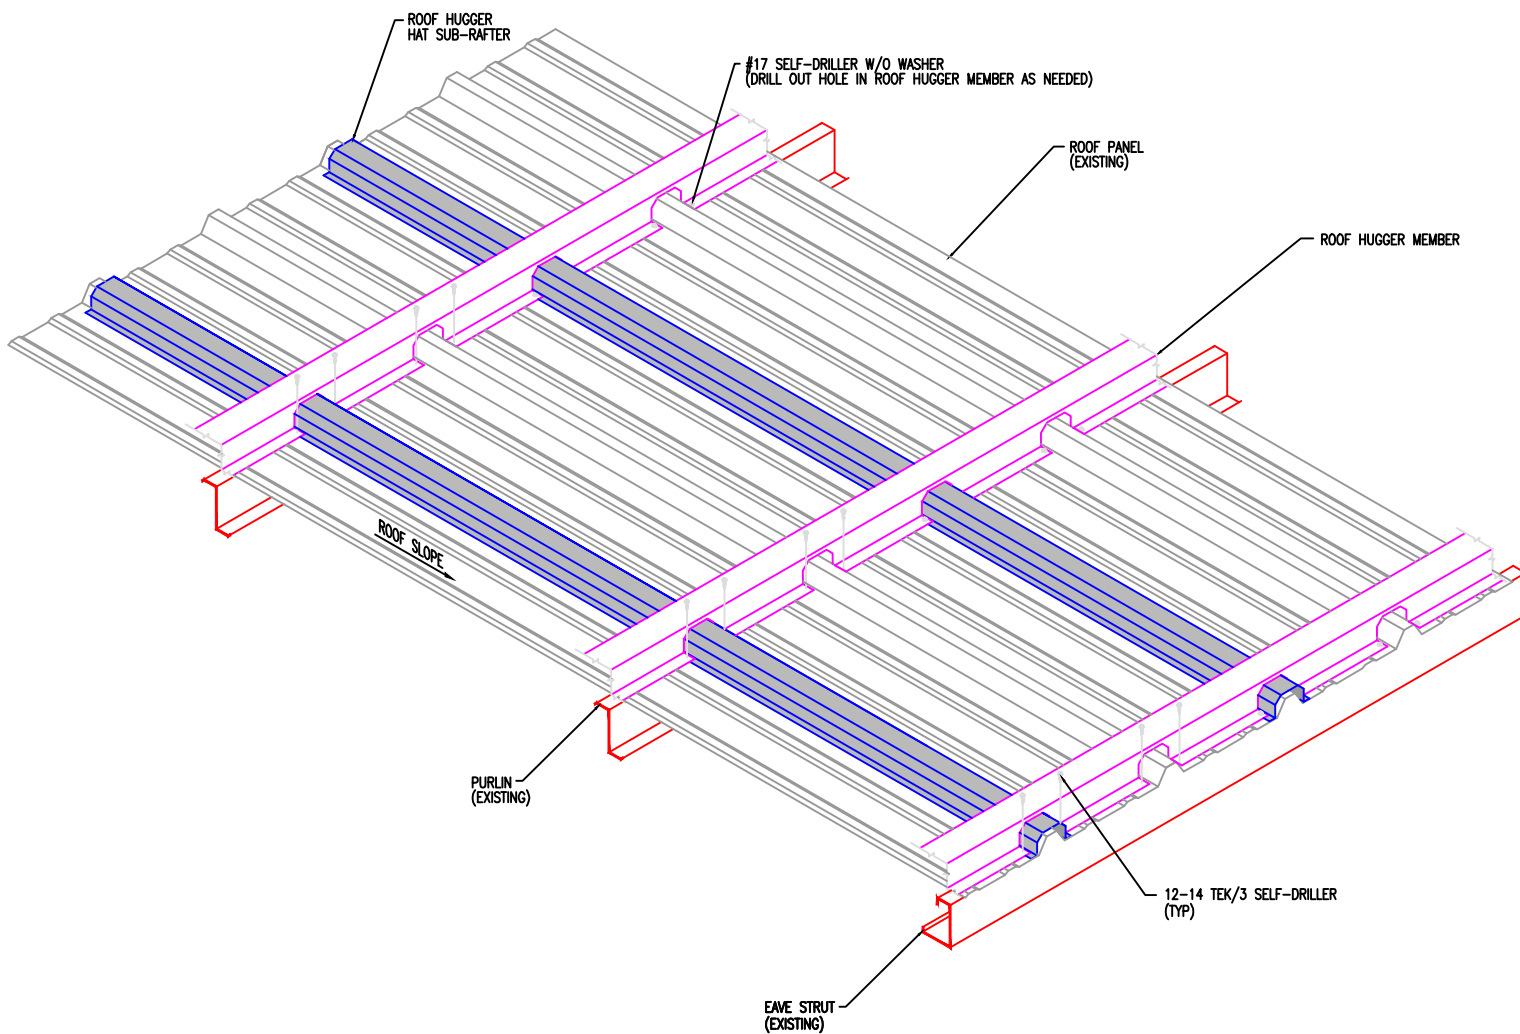 ROOF HUGGER
HAT SUB-RAFTER
#17 SELF-DRILLER W/O WASHER
(DRILL OUT HOLE IN ROOF HUGGER MEMBER AS NEEDED)
ROOF PANEL
(EXISTING)
ROOF HUGGER MEMBER
ROOF SLOPE
PURLIN
(EXISTING)
12-14 TEK/3 SELF-DRILLER
(TYP)
EAVE STRUT
(EXISTING)